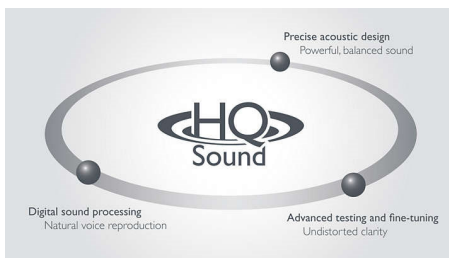 Precise acoustic design
Powerful, balanced sound
HQ
Sound
Digital sound processing
Natural voice reproduction
Advanced testing and fine-tuning
Undistorted clarity